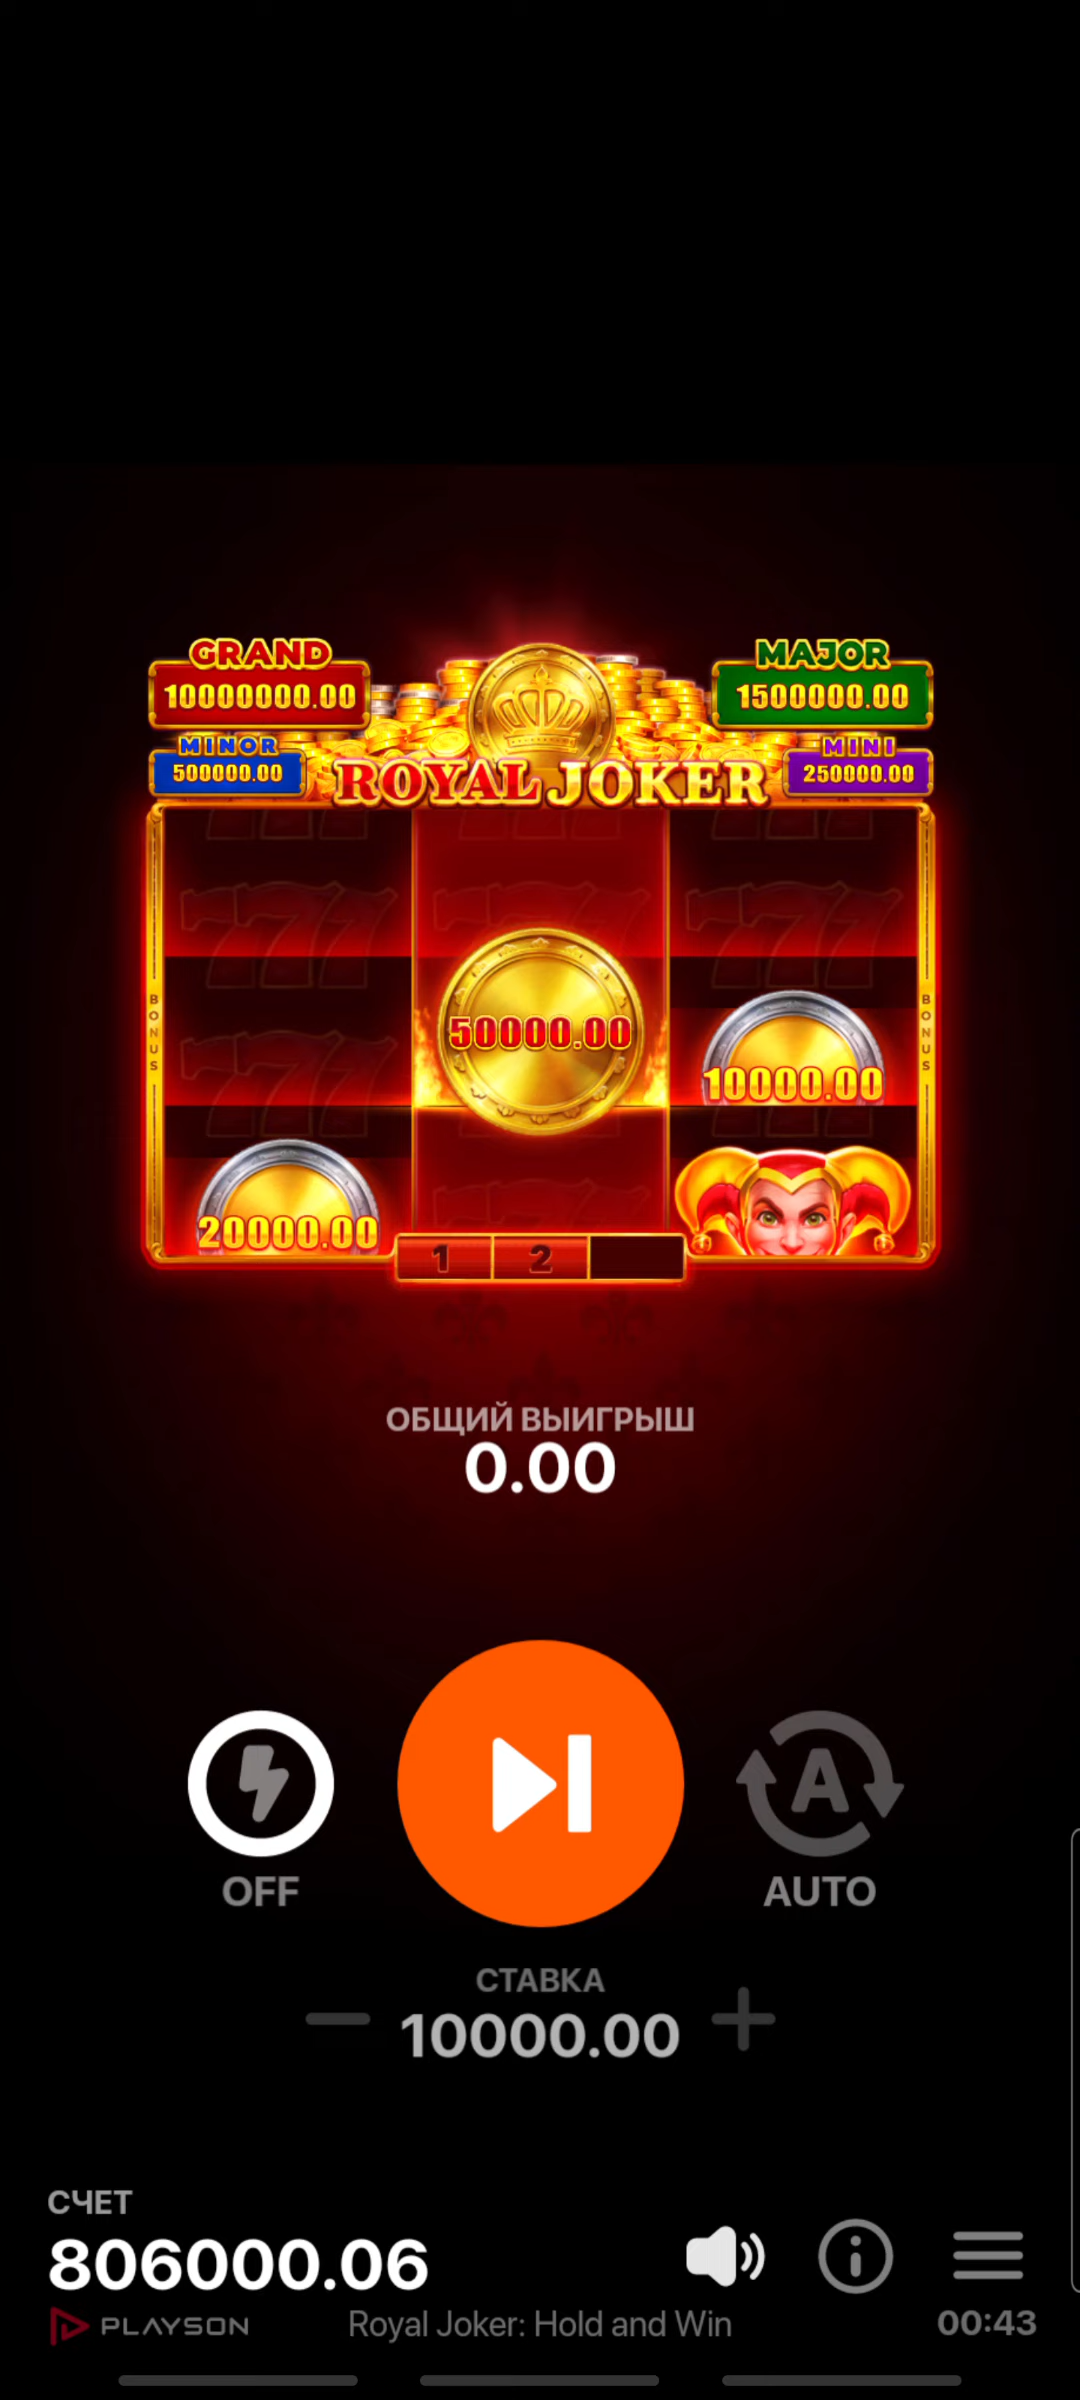 GRAND
MAJOR
10000000.00
1500000.00
MINOR
MINI
500000.00
250000.00
ROYAL JOKER
BONUS
BONUS
50000.00
10000.00
20000.00
1 2
ОБЩИЙ ВЫИГРЫШ
0.00
A
OFF
AUTO
СТАВКА
10000.00
СЧЕТ
806000.06
PLAYSON
Royal Joker: Hold and Win
00:43